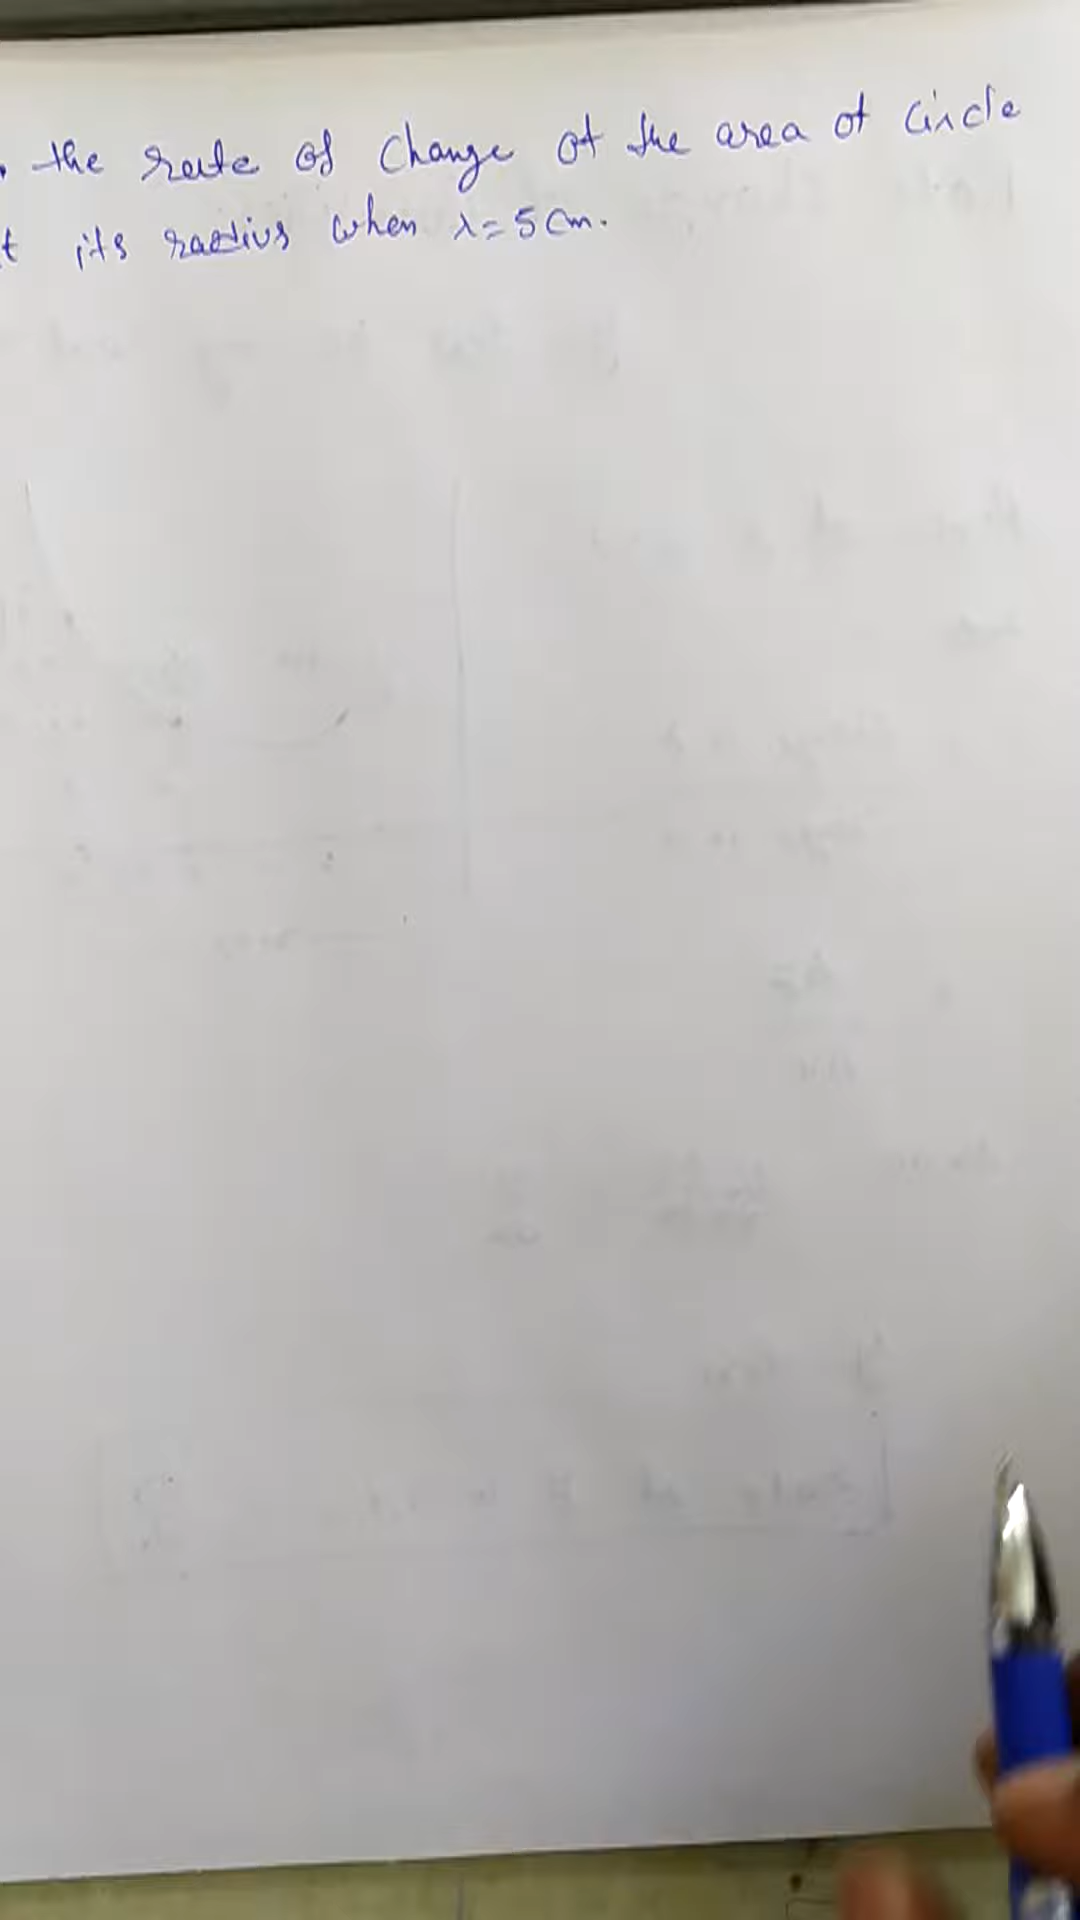 the rate of change of the area of circle
its radius when r=5cm.